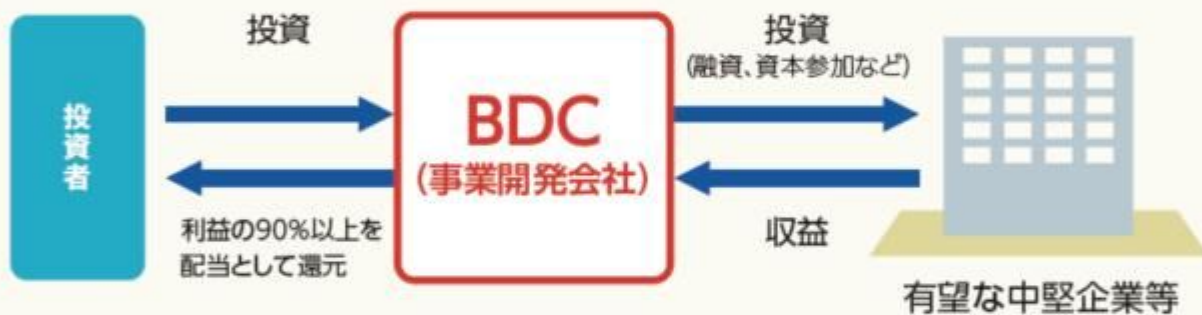 投資
投資
(融資、資本参加など)
投資者
BDC
(事業開発会社)
利益の90%以上を
配当として還元
収益
有望な中堅企業等